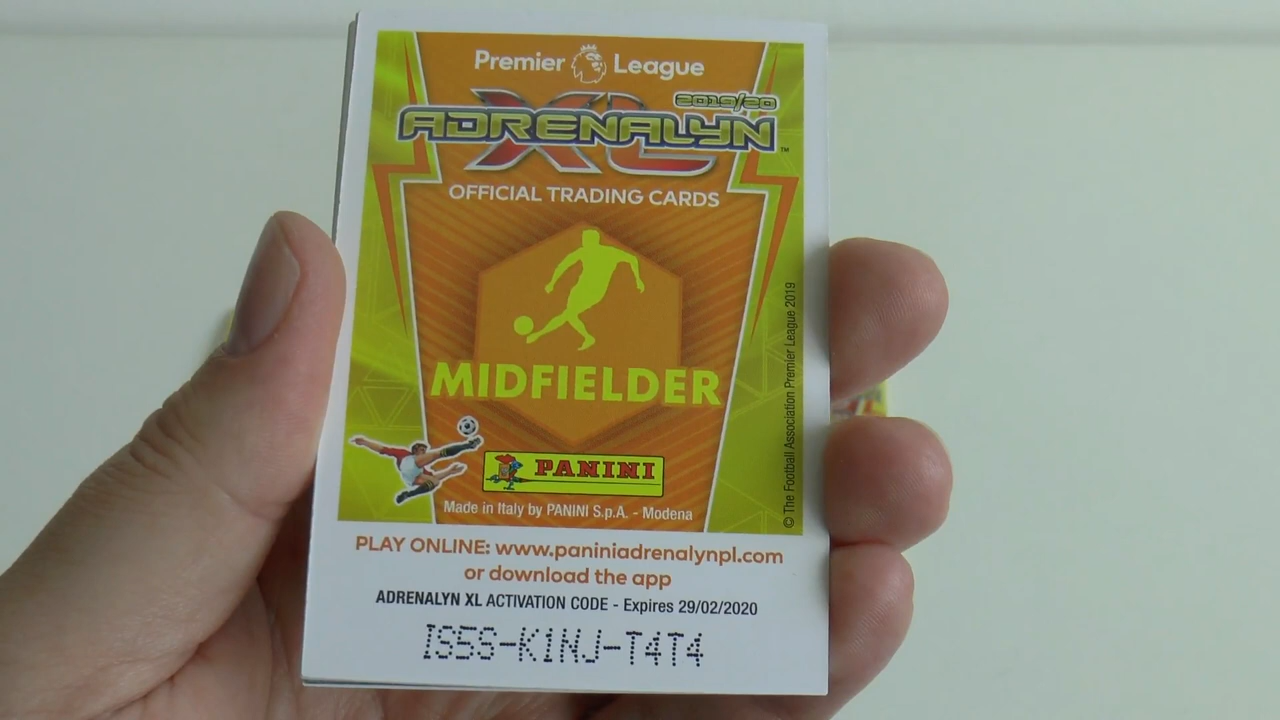 Premier League
2019/20
ADRENALYN XL™
OFFICIAL TRADING CARDS
MIDFIELDER
PANINI
Made in Italy by PANINI S.p.A. - Modena
© The Football Association Premier League 2019
PLAY ONLINE: www.paniniadrenalynpl.com
or download the app
ADRENALYN XL ACTIVATION CODE - Expires 29/02/2020
IS5S-K1NJ-T4T4